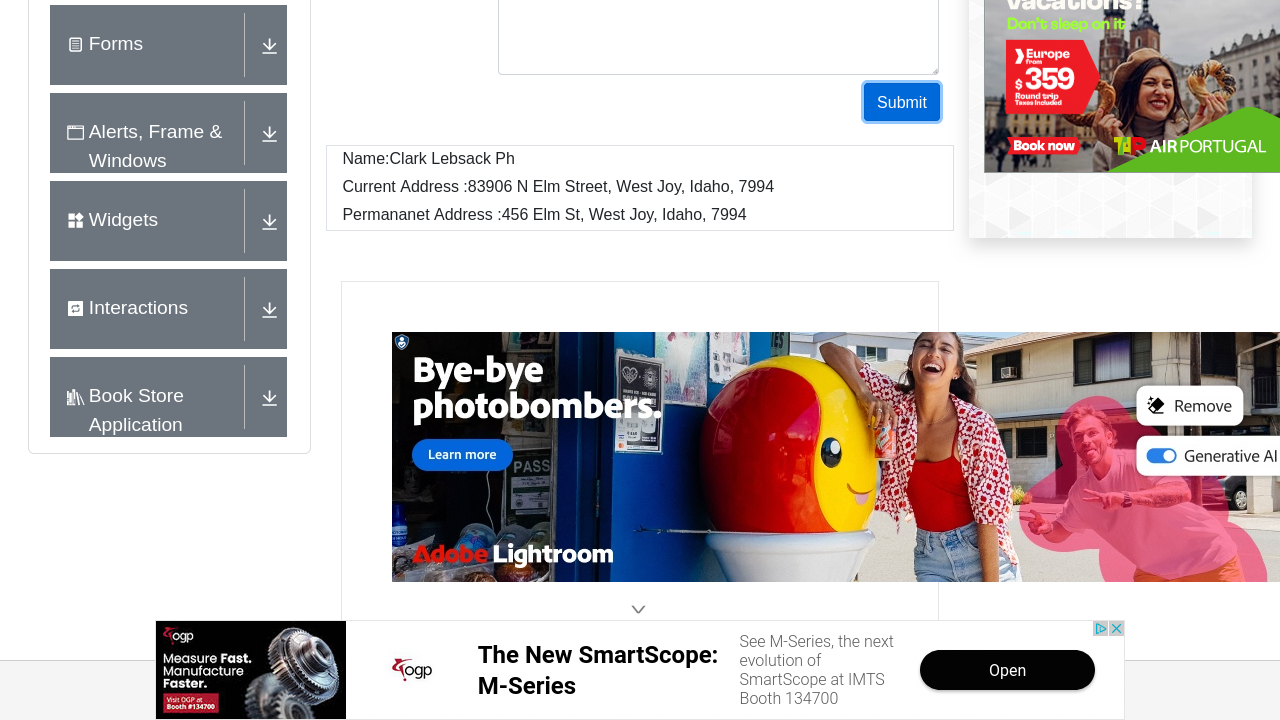 Forms
Alerts, Frame &
Windows
Widgets
Interactions
Book Store
Application
Submit
Name:Clark Lebsack Ph
Current Address :83906 N Elm Street, West Joy, Idaho, 7994
Permananet Address :456 Elm St, West Joy, Idaho, 7994
vacations?
Don't sleep on it
Europe
from
$359
Round trip
Taxes Included
Book now
TAP AIR PORTUGAL
Bye-bye
photobombers.
Learn more
PASS
Adobe Lightroom
Remove
Generative AI
ogp
Measure Fast.
Manufacture
Faster.
Visit OGP at
Booth #134700
ogp
The New SmartScope:
M-Series
See M-Series, the next
evolution of
SmartScope at IMTS
Booth 134700
Open